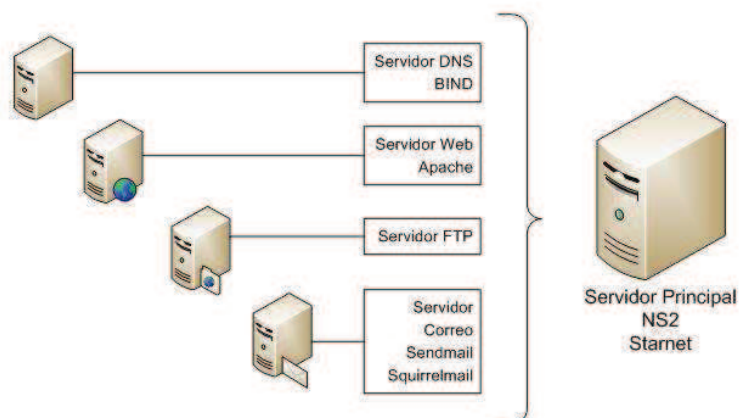 Servidor DNS
BIND
Servidor Web
Apache
Servidor FTP
Servidor
Correo
Sendmail
Squirrelmail
Servidor Principal
NS2
Starnet